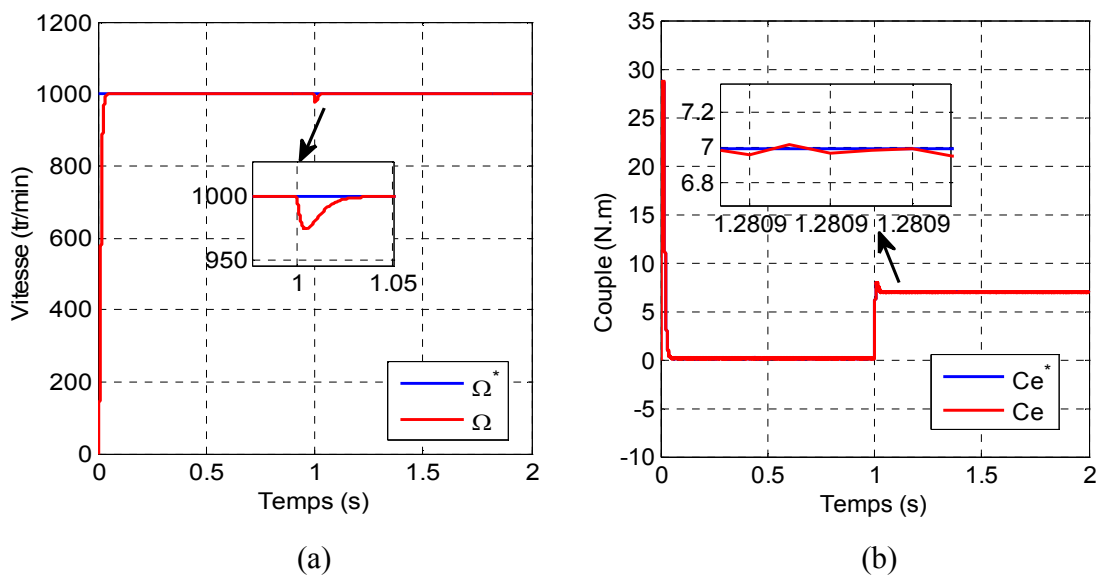 1200
1000
800
600
400
200
0
Vitesse (tr/min)
0 0.5 1 1.5 2
Temps (s)
1000
950
1 1.05
Ω*
Ω
(a)
35
30
25
20
15
10
5
0
-5
-10
Couple (N.m)
0 0.5 1 1.5 2
Temps (s)
7.2
7
6.8
1.2809 1.2809 1.2809
Ce*
Ce
(b)